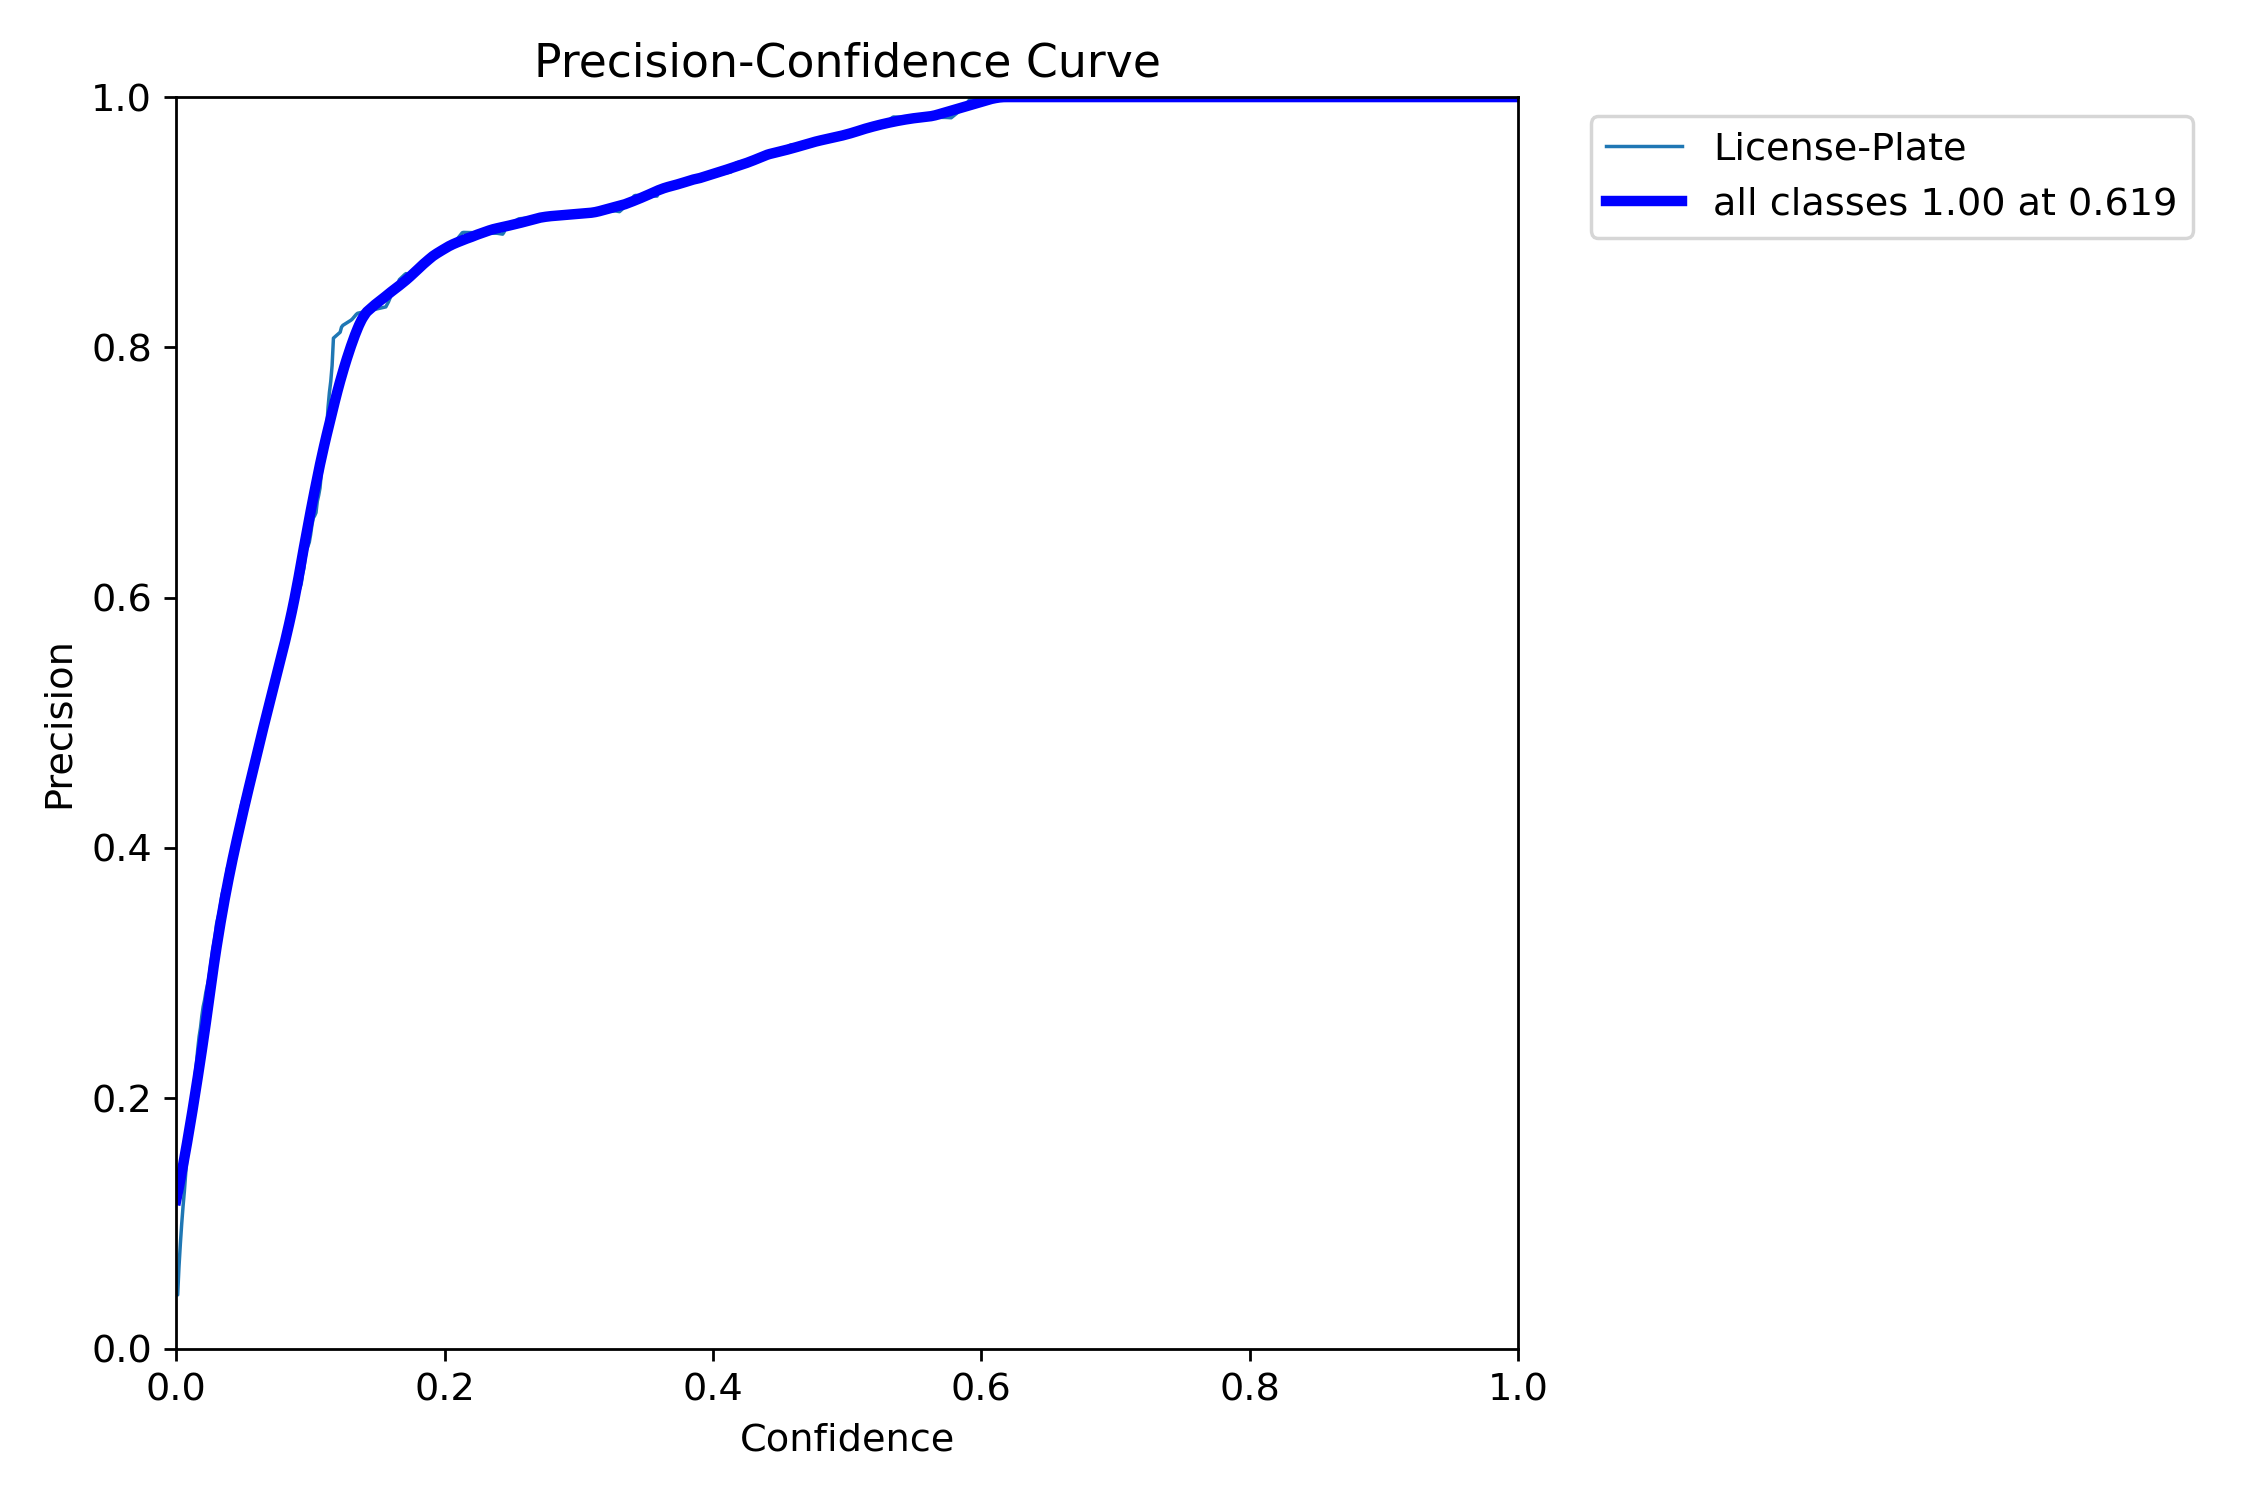 Precision-Confidence Curve
1.0
0.8
0.6
0.4
0.2
0.0
Precision
0.0 0.2 0.4 0.6 0.8 1.0
Confidence
License-Plate
all classes 1.00 at 0.619